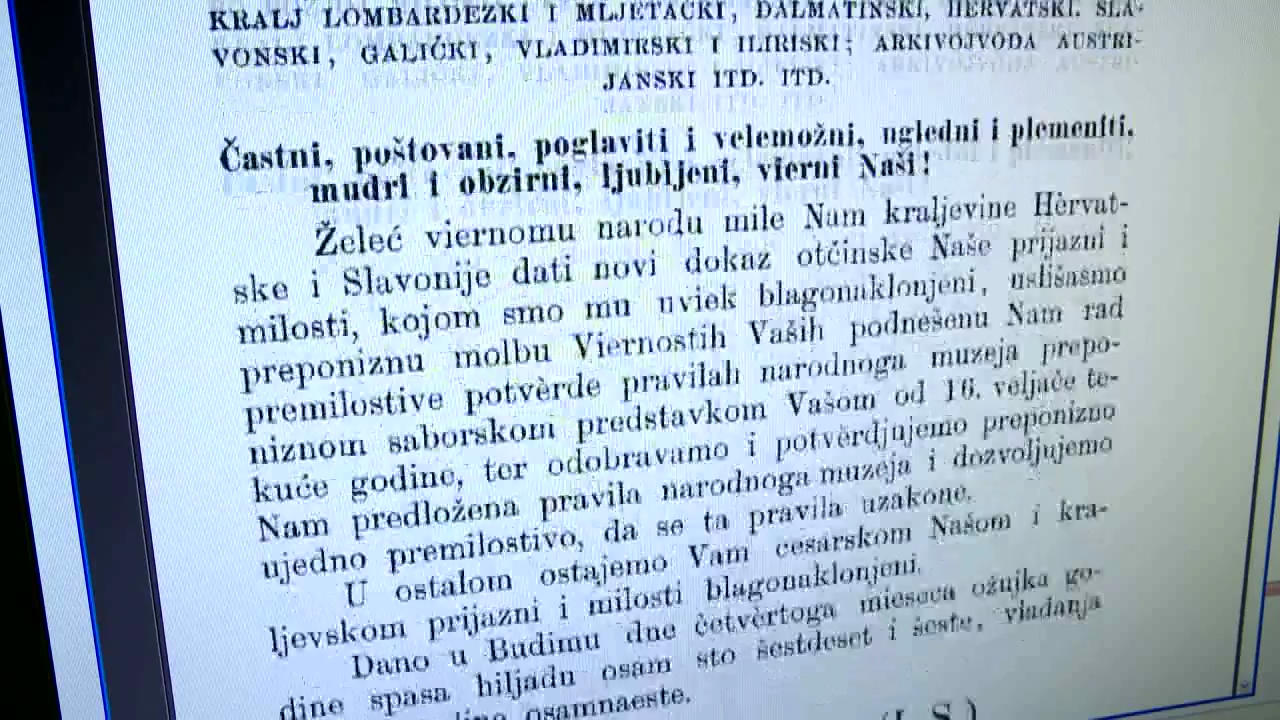 KRALJ LOMBARDEZKI I MLJETAČKI, DALMATINSKI, HERVATSKI. SLA-
VONSKI, GALIĆKI, VLADIMIRSKI I ILIRISKI; ARKIVOJVODA AUSTRI-
JANSKI ITD. ITD.
Častni, poštovani, poglaviti i velemožni, ugledni i plemeniti,
mudri i obzirni, ljubljeni, vierni Naši!
Želeć viernomu narodu mile Nam kraljevine Hèrvat-
ske i Slavonije dati novi dokaz otčinske Naše prijazni i
milosti, kojom smo mu uviek blagonaklonjeni, uslišasmo
preponiznu molbu Viernostih Vaših podnešenu Nam rad
premilostive potvèrde pravilah narodnoga muzeja prepo-
niznom saborskom predstavkom Vašom od 16. veljače te-
kuće godine, ter odobravamo i potvèrdjujemo preponizno
Nam predložena pravila narodnoga muzeja i dozvoljujemo
ujedno premilostivo, da se ta pravila uzakone.
U ostalom ostajemo Vam cesarskom Našom i kra-
ljevskom prijazni i milosti blagonaklonjeni.
Dano u Budimu dne četvèrtoga mieseca ožujka go-
dine spasa hiljadu osam sto šestdeset i šeste, vladanja
osamnaeste.
(L. S.)